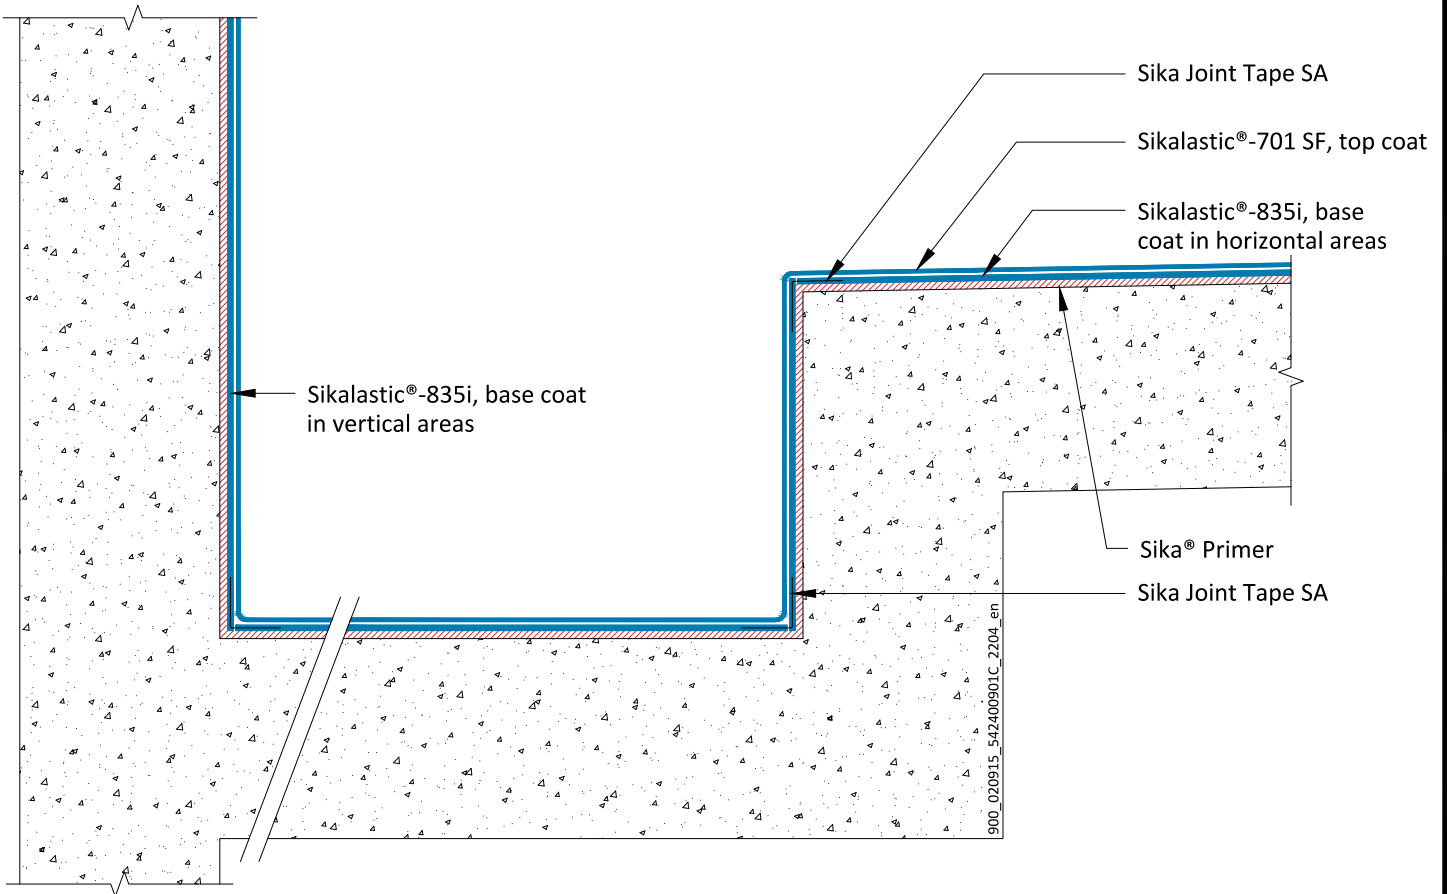 Sika Joint Tape SA
Sikalastic®-701 SF, top coat
Sikalastic®-835i, base
coat in horizontal areas
Sikalastic®-835i, base coat
in vertical areas
Sika® Primer
Sika Joint Tape SA
900_020915_542400901C_2204_en